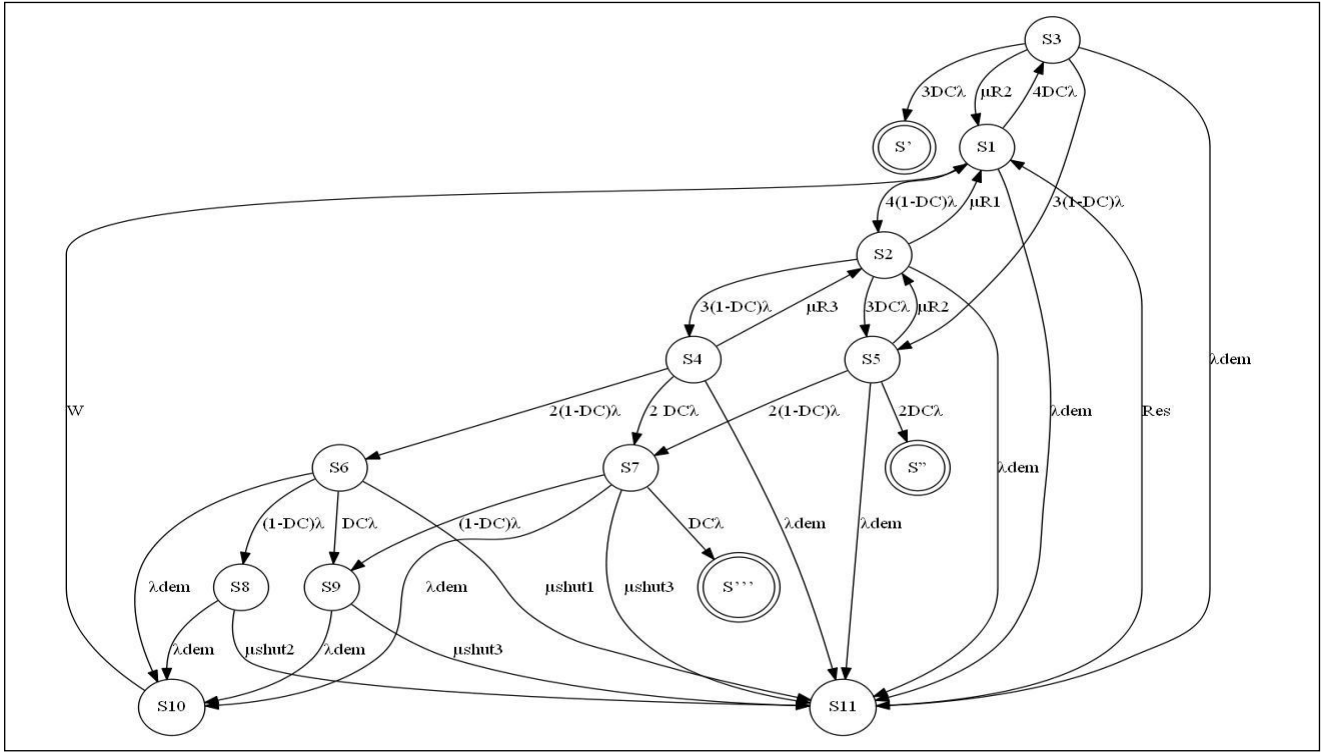 S3
3DCλ
μR2
4DCλ
S’
S1
4(1-DC)λ
μR1
3(1-DC)λ
S2
3(1-DC)λ
μR3
3DCλ
μR2
λdem
S4
S5
W
2(1-DC)λ
2 DCλ
2(1-DC)λ
2DCλ
λdem
Res
S6
S7
S”
λdem
(1-DC)λ
DCλ
(1-DC)λ
DCλ
λdem
λdem
λdem
S8
S9
λdem
μshut1
μshut3
S’’’
λdem
μshut2
λdem
μshut3
S10
S11